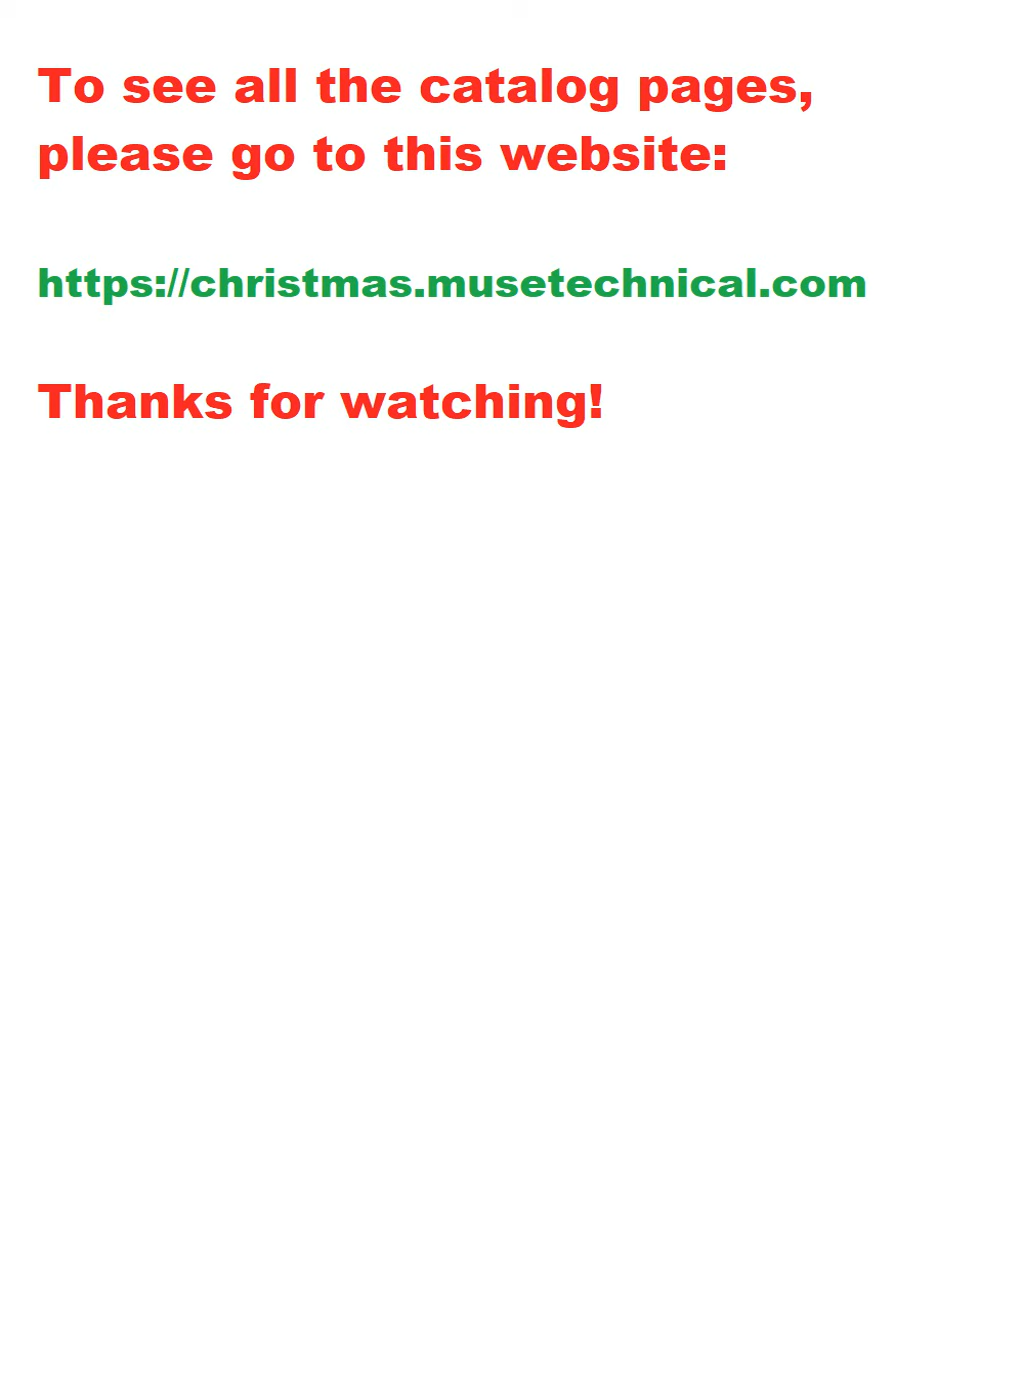 To see all the catalog pages,
please go to this website:
https://christmas.musetechnical.com
Thanks for watching!